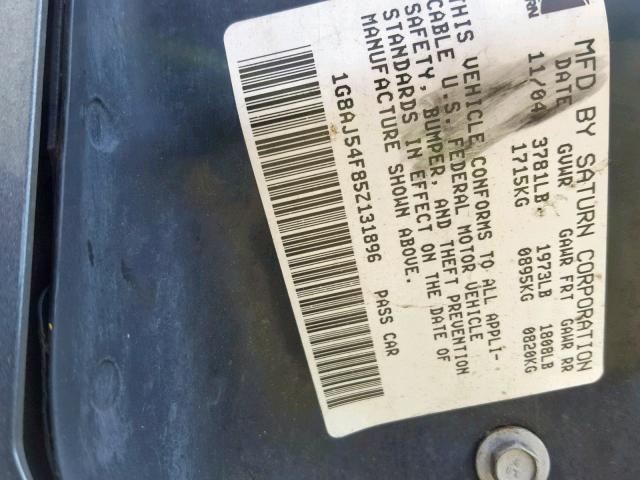 MFD BY SATURN CORPORATION
DATE GVWR GAWR FRT GAWR RR
11/04 3781LB 1973LB 1808LB
1715KG 0895KG 0820KG
THIS VEHICLE CONFORMS TO ALL APPLI-
CABLE U.S. FEDERAL MOTOR VEHICLE
SAFETY, BUMPER, AND THEFT PREVENTION
STANDARDS IN EFFECT ON THE DATE OF
MANUFACTURE SHOWN ABOVE.
1G8AJ54F85Z131896 PASS CAR